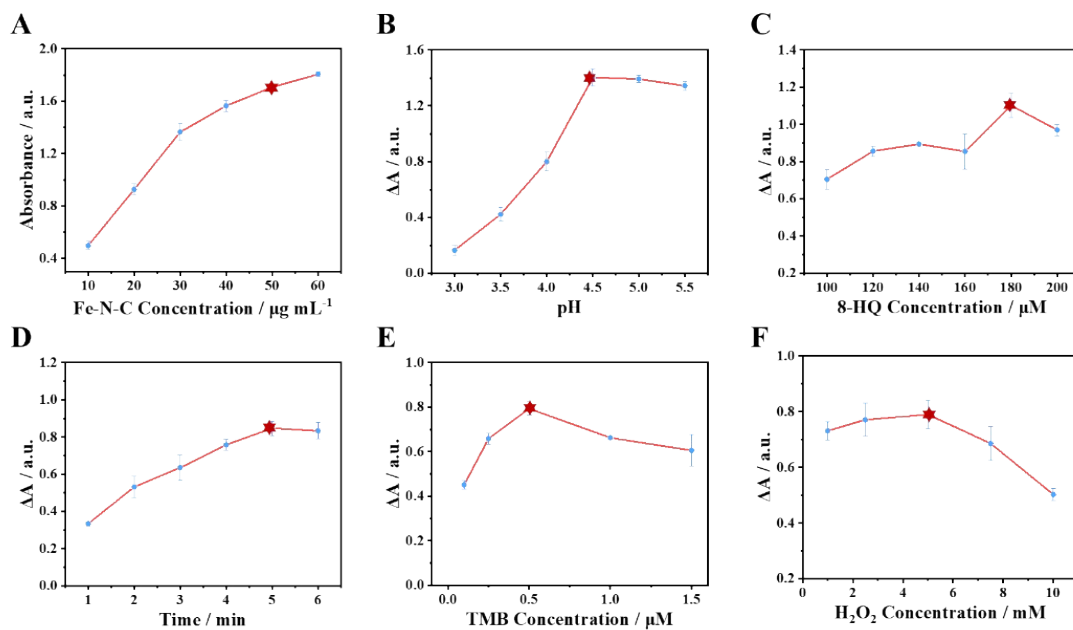 A
B
C
2.0
1.6
1.2
0.8
0.4
Absorbance / a.u.
10 20 30 40 50 60
Fe-N-C Concentration / μg mL⁻¹
1.6
1.2
0.8
0.4
0.0
ΔA / a.u.
3.0 3.5 4.0 4.5 5.0 5.5
pH
1.4
1.2
1.0
0.8
0.6
0.4
0.2
ΔA / a.u.
100 120 140 160 180 200
8-HQ Concentration / μM
D
E
F
1.2
1.0
0.8
0.6
0.4
0.2
0.0
ΔA / a.u.
1 2 3 4 5 6
Time / min
1.0
0.8
0.6
0.4
0.2
0.0
ΔA / a.u.
0.0 0.5 1.0 1.5
TMB Concentration / μM
1.0
0.8
0.6
0.4
0.2
ΔA / a.u.
0 2 4 6 8 10
H₂O₂ Concentration / mM